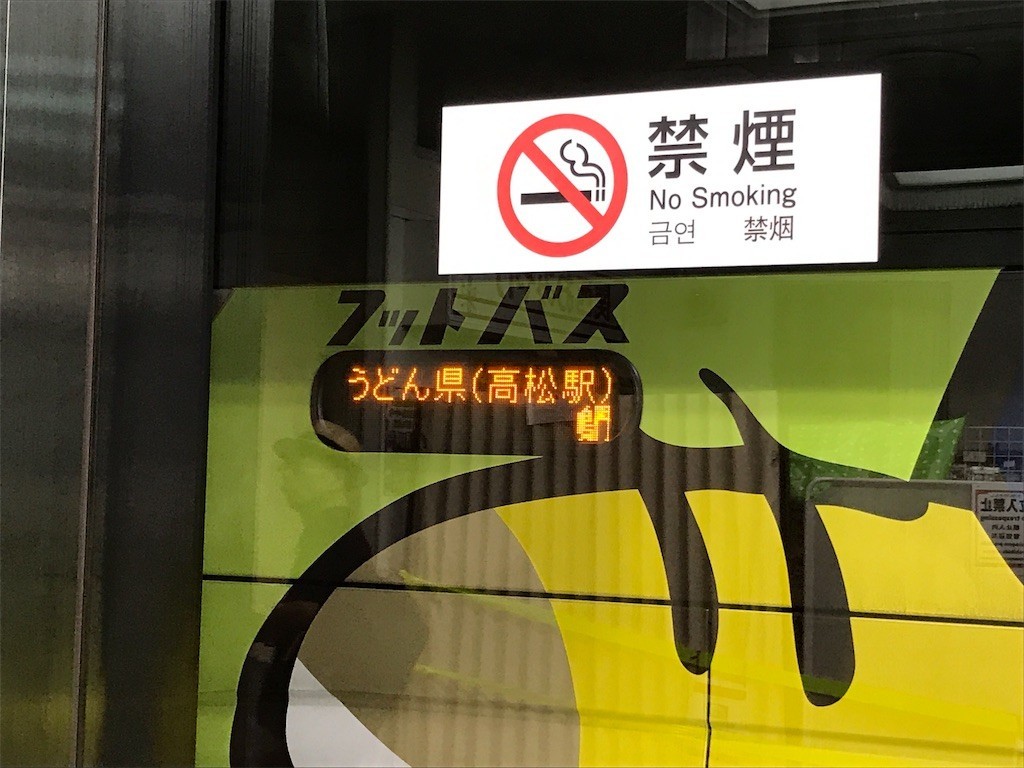 禁煙
No Smoking
금연 禁烟
フットバス
うどん県(高松駅)